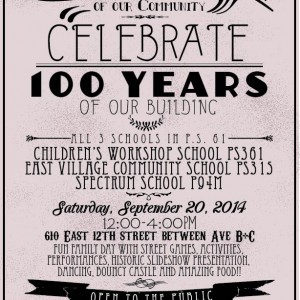 OF OUR COMMUNITY
CELEBRATE
100 YEARS
OF OUR BUILDING
ALL 3 SCHOOLS IN P.S. 61
CHILDREN'S WORKSHOP SCHOOL PS361
EAST VILLAGE COMMUNITY SCHOOL PS315
SPECTRUM SCHOOL P94M
Saturday, September 20, 2014
12:00-4:00PM
610 EAST 12TH STREET BETWEEN AVE B+C
FUN FAMILY DAY WITH STREET GAMES, ACTIVITIES,
PERFORMANCES, HISTORIC SLIDESHOW PRESENTATION,
DANCING, BOUNCY CASTLE AND AMAZING FOOD!!
OPEN TO THE PUBLIC